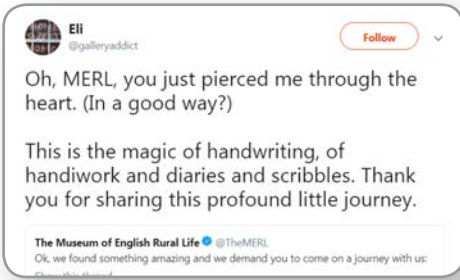 Eli
@galleryaddict
Follow
Oh, MERL, you just pierced me through the
heart. (In a good way?)
This is the magic of handwriting, of
handiwork and diaries and scribbles. Thank
you for sharing this profound little journey.
The Museum of English Rural Life @TheMERL
Ok, we found something amazing and we demand you to come on a journey with us:
Show this thread